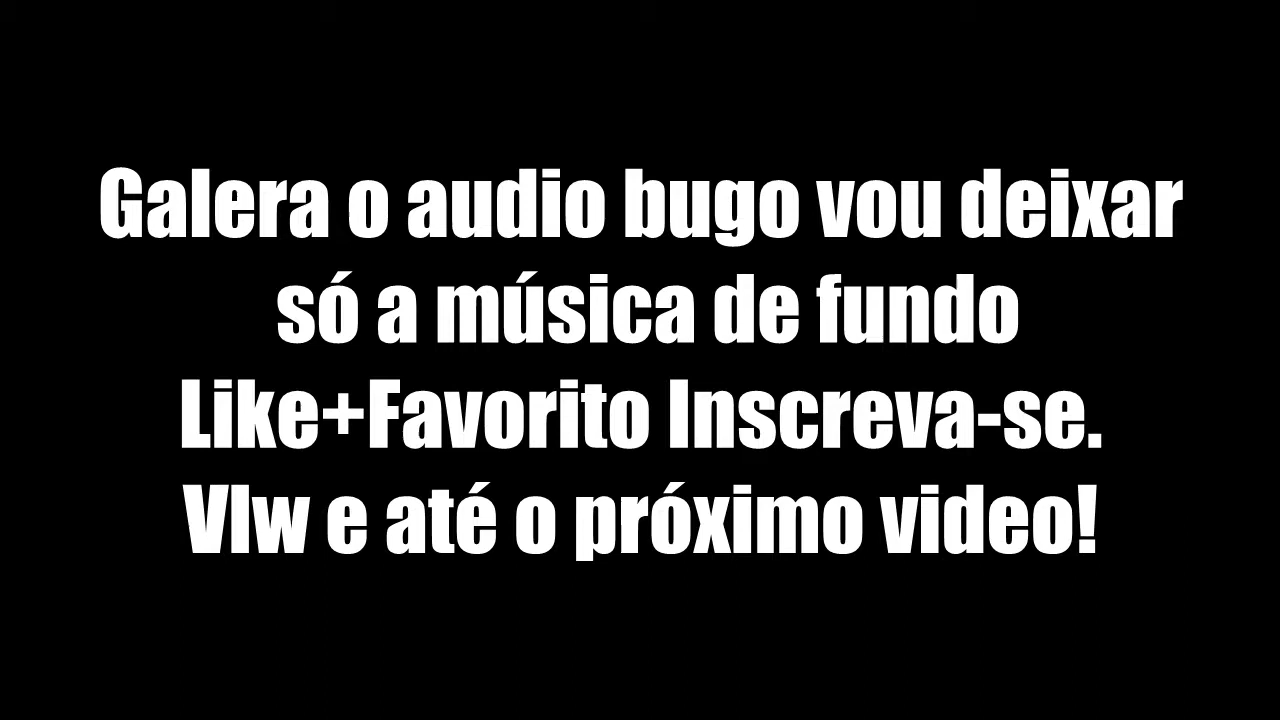 Galera o audio bugo vou deixar
só a música de fundo
Like+Favorito Inscreva-se.
Vlw e até o próximo video!